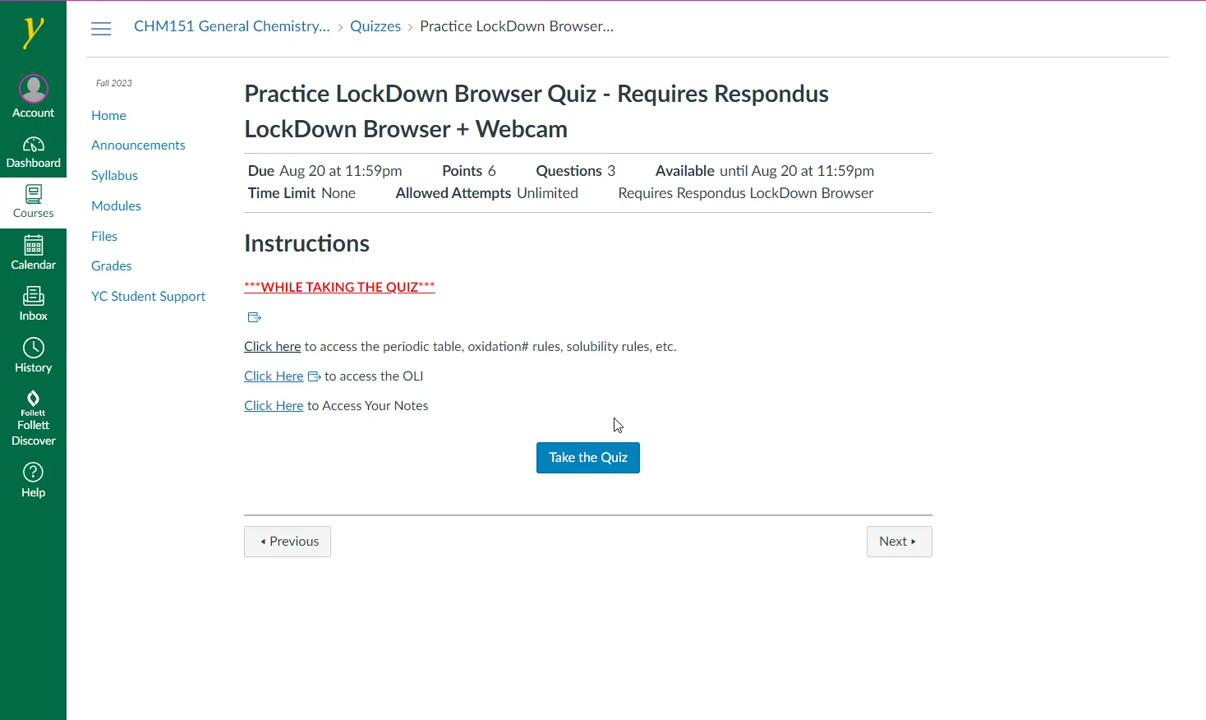 y
CHM151 General Chemistry... › Quizzes › Practice LockDown Browser...
Account
Dashboard
Courses
Calendar
Inbox
History
Follett
Follett
Discover
Help
Fall 2023
Home
Announcements
Syllabus
Modules
Files
Grades
YC Student Support
Practice LockDown Browser Quiz - Requires Respondus
LockDown Browser + Webcam
Due Aug 20 at 11:59pm Points 6 Questions 3 Available until Aug 20 at 11:59pm
Time Limit None Allowed Attempts Unlimited Requires Respondus LockDown Browser
Instructions
***WHILE TAKING THE QUIZ***
Click here to access the periodic table, oxidation# rules, solubility rules, etc.
Click Here to access the OLI
Click Here to Access Your Notes
Take the Quiz
Previous
Next